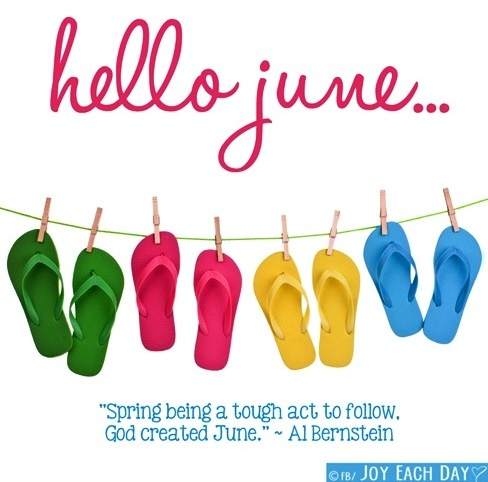 hello june...
"Spring being a tough act to follow,
God created June." ~ Al Bernstein
© FB/ JOY EACH DAY